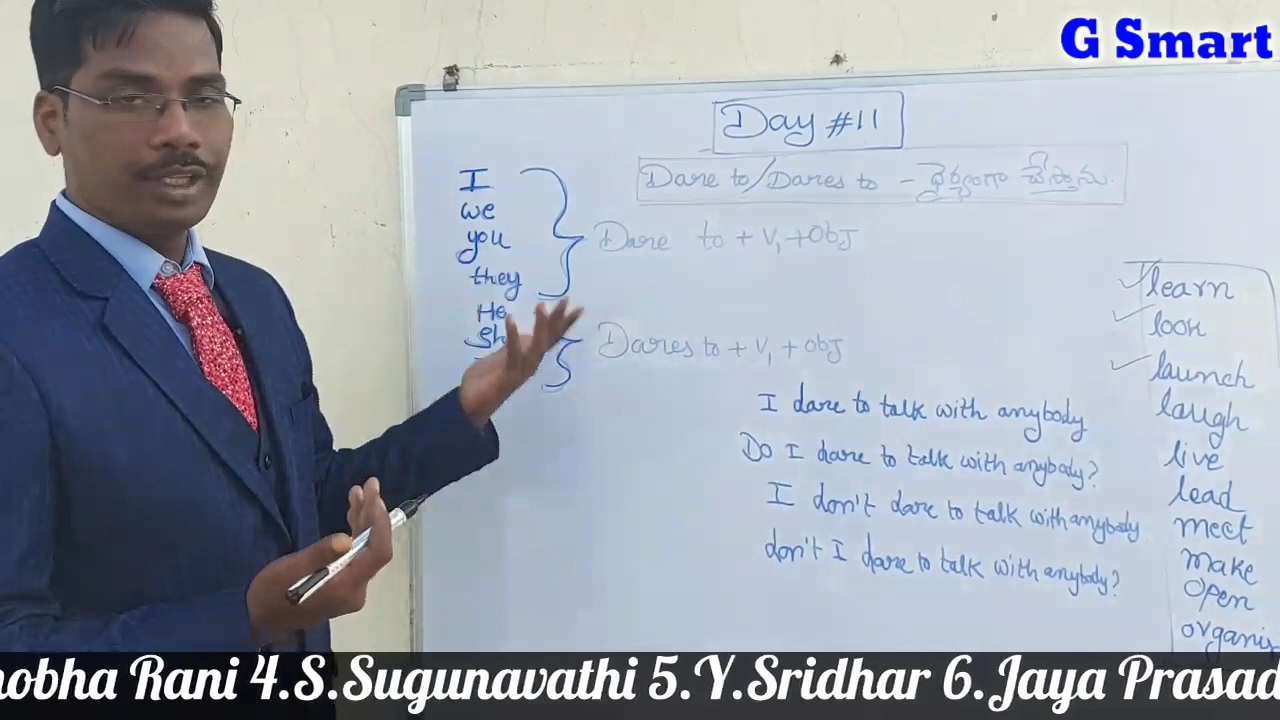 G Smart
Day #11
Dare to/Dares to - ధైర్యంగా చేస్తాను.
I
we
you
they
Dare to + V₁ + Obj
He
Dares to + V₁ + Obj
I dare to talk with anybody
Do I dare to talk with anybody?
I don't dare to talk with anybody
don't I dare to talk with anybody?
learn
look
launch
laugh
live
lead
meet
make
open
Rani 4.S.Sugunavathi 5.Y.Sridhar 6.Jaya Prasad